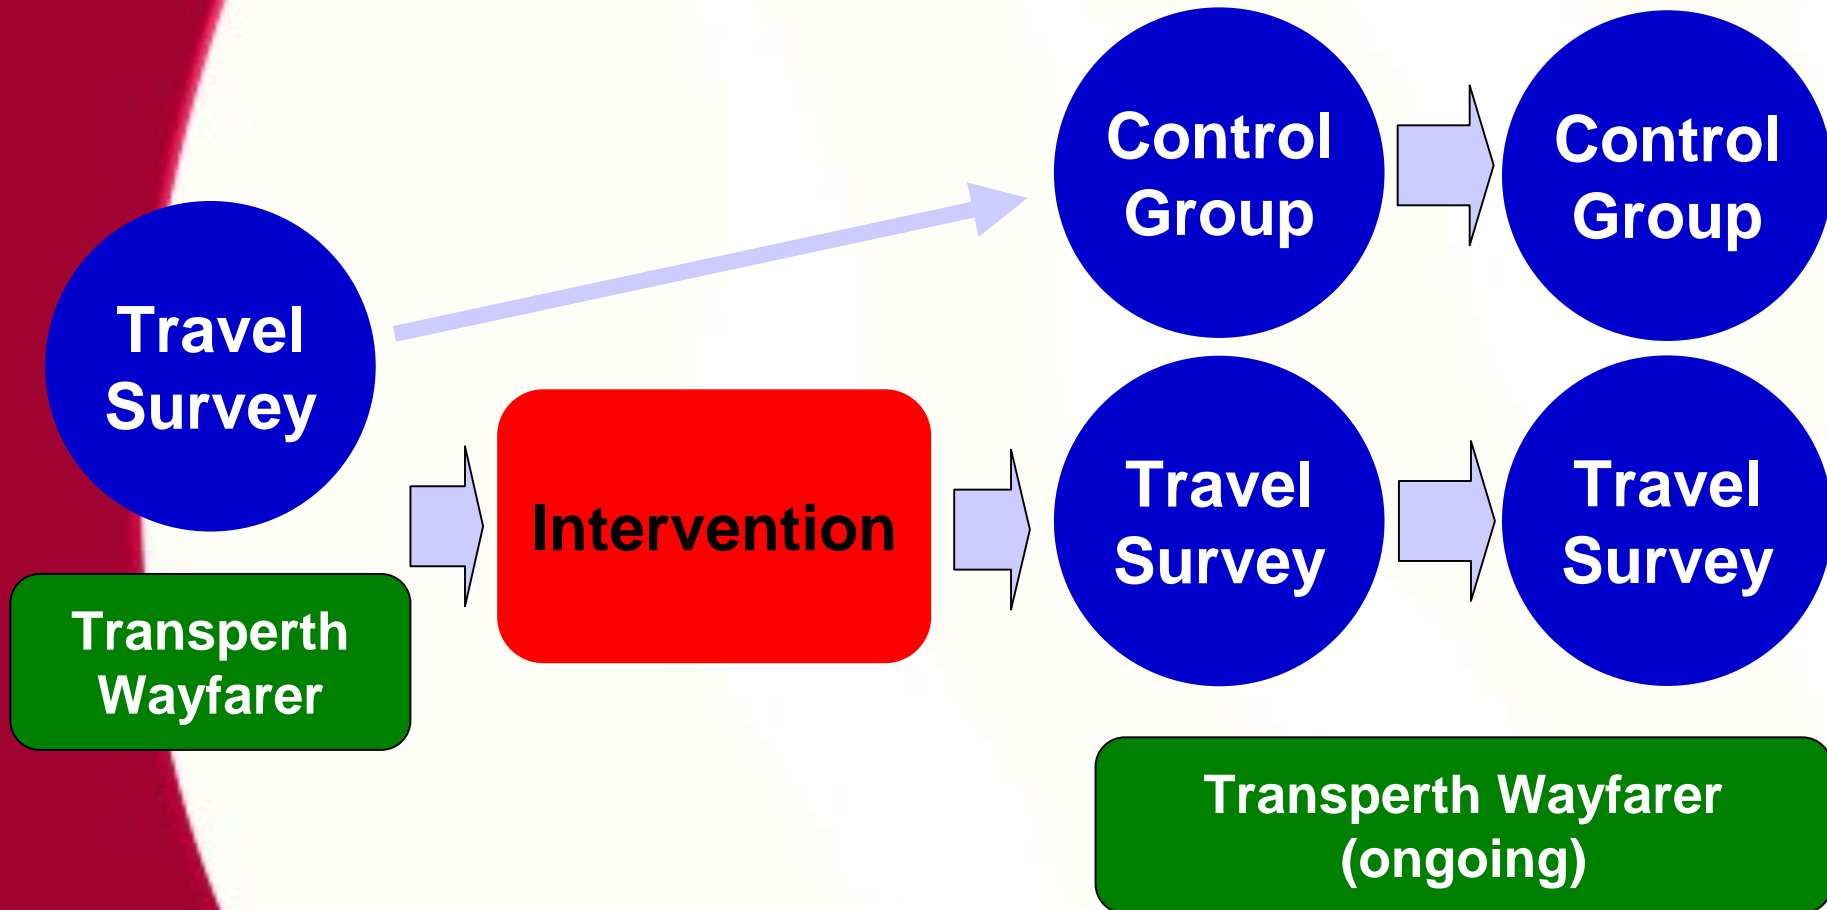 Travel
Survey
Transperth
Wayfarer
Intervention
Control
Group
Control
Group
Travel
Survey
Travel
Survey
Transperth Wayfarer
(ongoing)